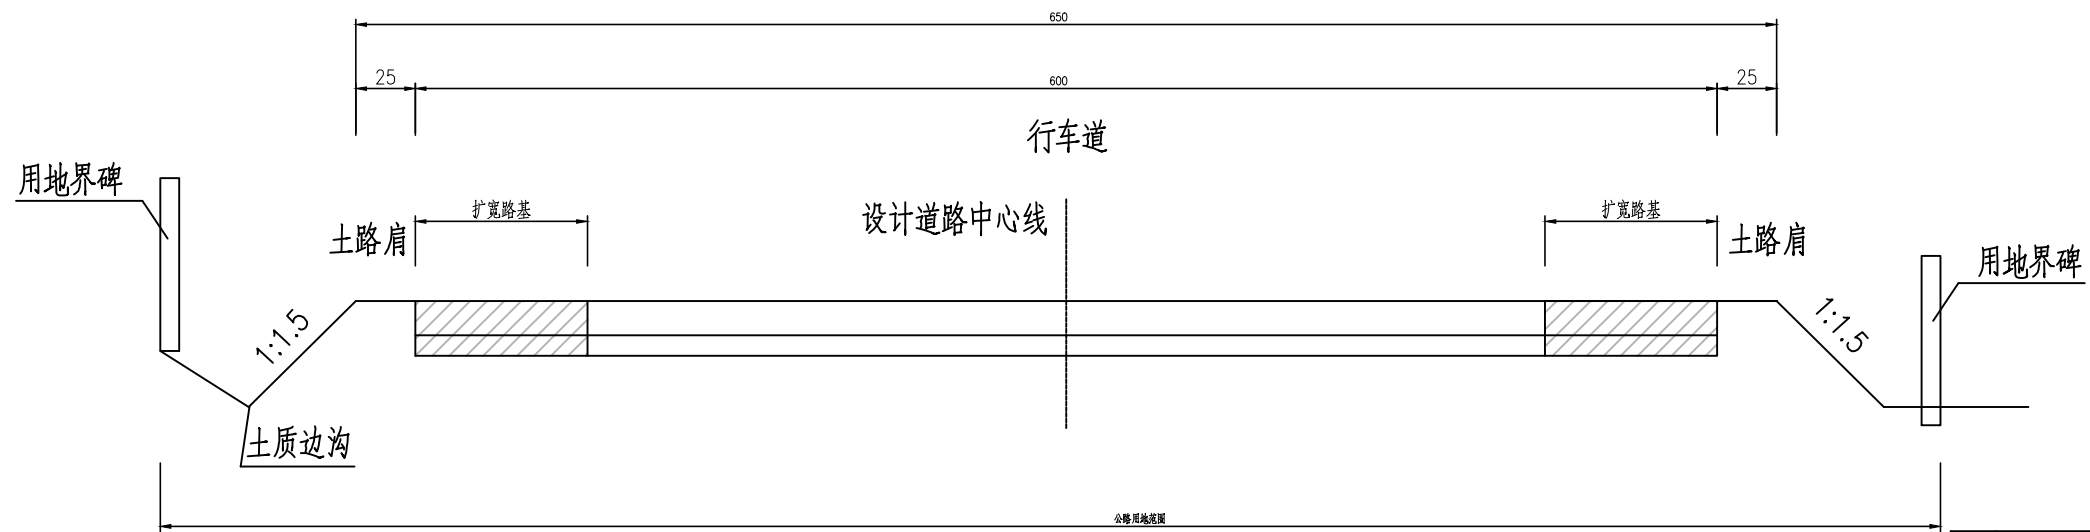 650
25
600
25
行车道
用地界碑
扩宽路基
设计道路中心线
扩宽路基
土路肩
土路肩
用地界碑
1:1.5
1:1.5
土质边沟
公路用地范围